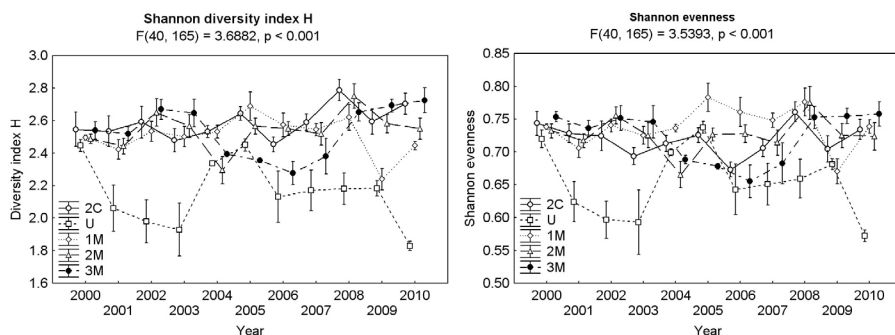 Shannon diversity index H
F(40, 165) = 3.6882, p < 0.001
Diversity index H
3.0
2.8
2.6
2.4
2.2
2.0
1.8
1.6
2C
U
1M
2M
3M
2000 2002 2004 2006 2008 2010
2001 2003 2005 2007 2009
Year
Shannon evenness
F(40, 165) = 3.5393, p < 0.001
Shannon evenness
0.85
0.80
0.75
0.70
0.65
0.60
0.55
0.50
2C
U
1M
2M
3M
2000 2002 2004 2006 2008 2010
2001 2003 2005 2007 2009
Year